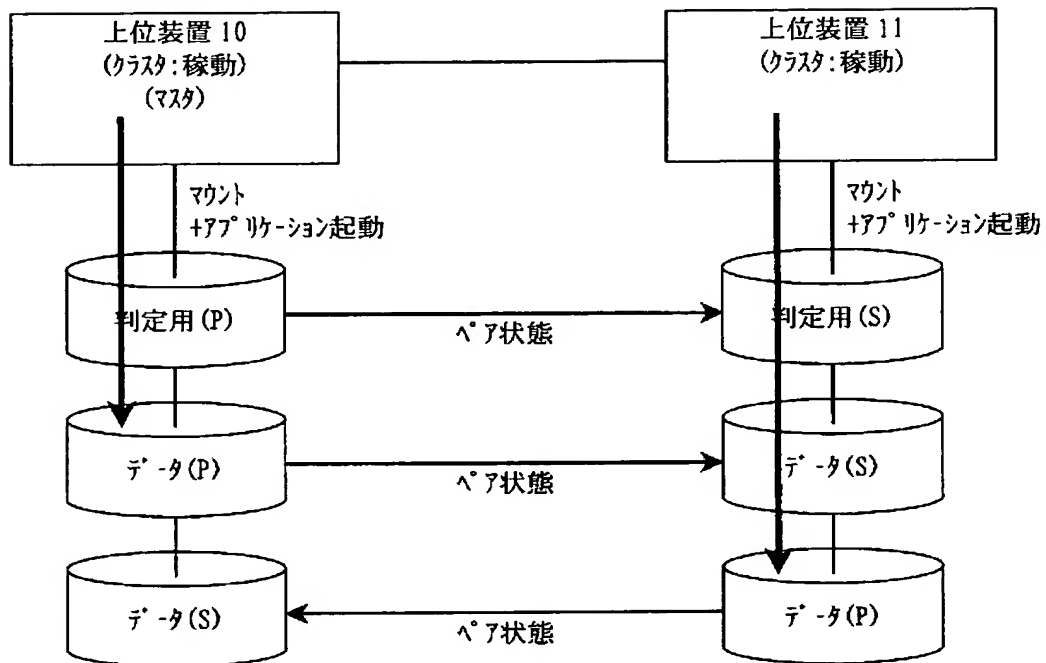 上位装置 10
(ｸﾗｽﾀ:稼動)
(ﾏｽﾀ)
上位装置 11
(ｸﾗｽﾀ:稼動)
ﾏｳﾝﾄ
+ｱﾌﾟﾘｹｰｼｮﾝ起動
ﾏｳﾝﾄ
+ｱﾌﾟﾘｹｰｼｮﾝ起動
判定用(P)
ﾍﾟｱ状態
判定用(S)
ﾃﾞｰﾀ(P)
ﾍﾟｱ状態
ﾃﾞｰﾀ(S)
ﾃﾞｰﾀ(S)
ﾍﾟｱ状態
ﾃﾞｰﾀ(P)